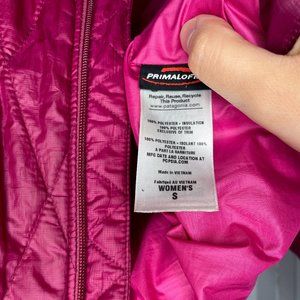 PRIMALOFT
Repair, Reuse, Recycle
This Product
www.patagonia.com
100% POLYESTER • INSULATION
100% POLYESTER
EXCLUSIVE OF TRIM
100% POLYESTER • ISOLANT 100%
POLYESTER
A PART LA GARNITURE
MFG DATE AND LOCATION AT:
PCPSIA.COM
Made in VIETNAM
Fabriqué AU VIETNAM
WOMEN'S
S